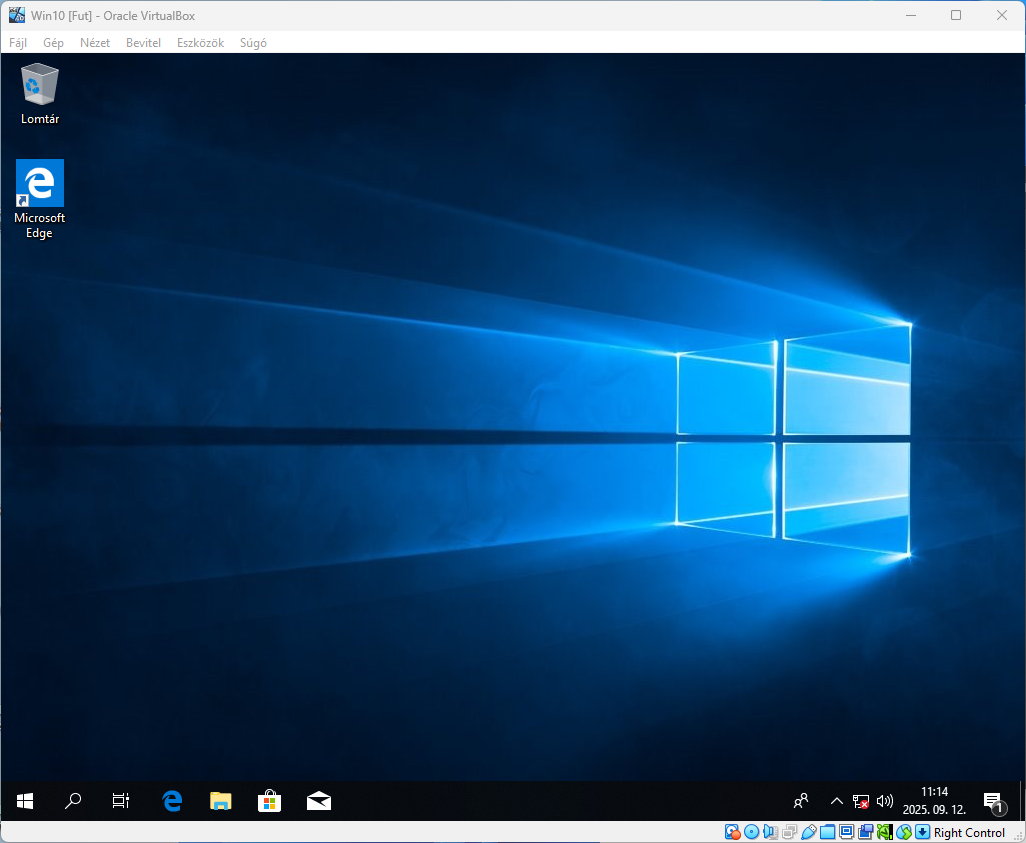 Win10 [Fut] - Oracle VirtualBox
Fájl Gép Nézet Bevitel Eszközök Súgó
Lomtár
Microsoft
Edge
11:14
2025. 09. 12.
1
Right Control